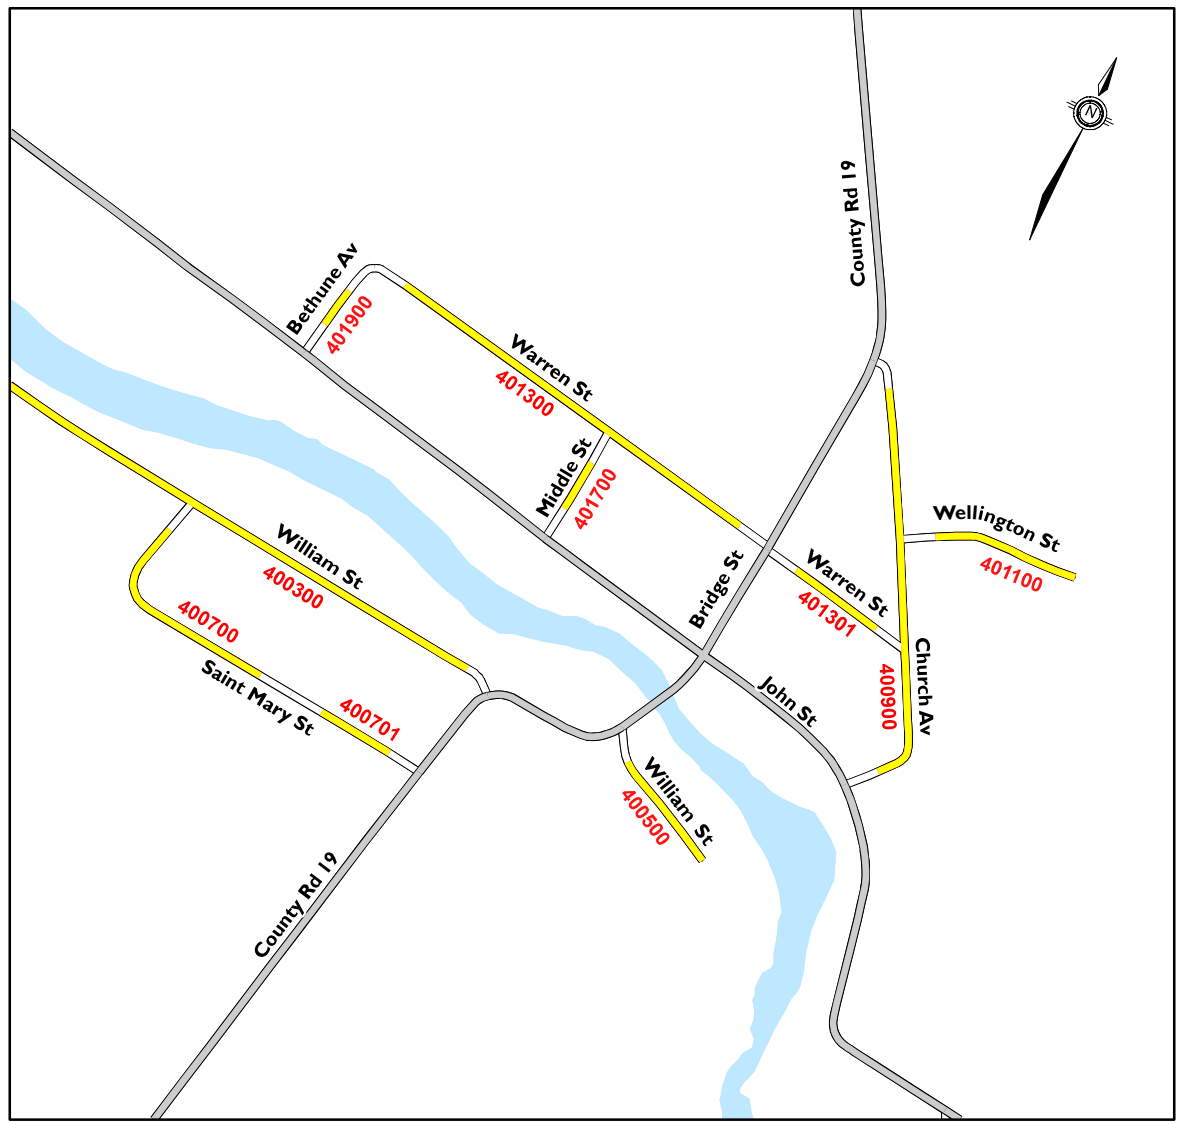 N
County Rd 19
Bethune Av
401900
Warren St
401300
Middle St
401700
Wellington St
401100
William St
400300
Bridge St
Warren St
401301
400700
Saint Mary St
400701
Church Av
400900
John St
William St
400500
County Rd 19